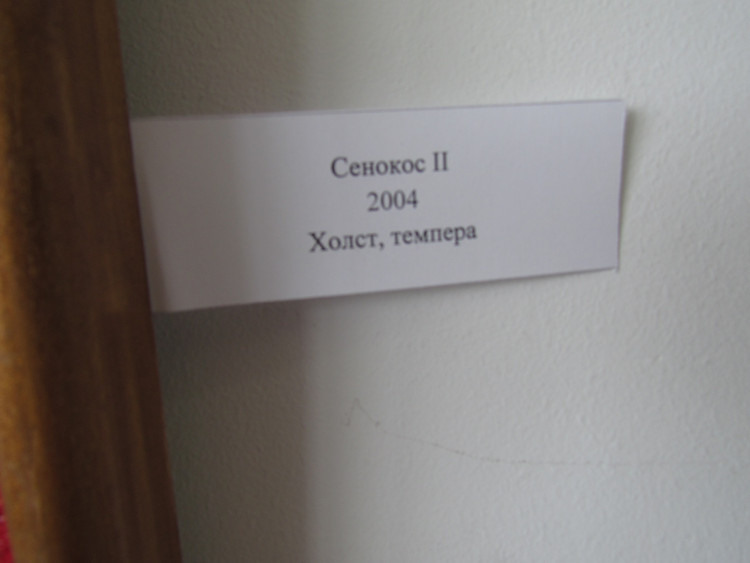 Сенокос II
2004
Холст, темпера